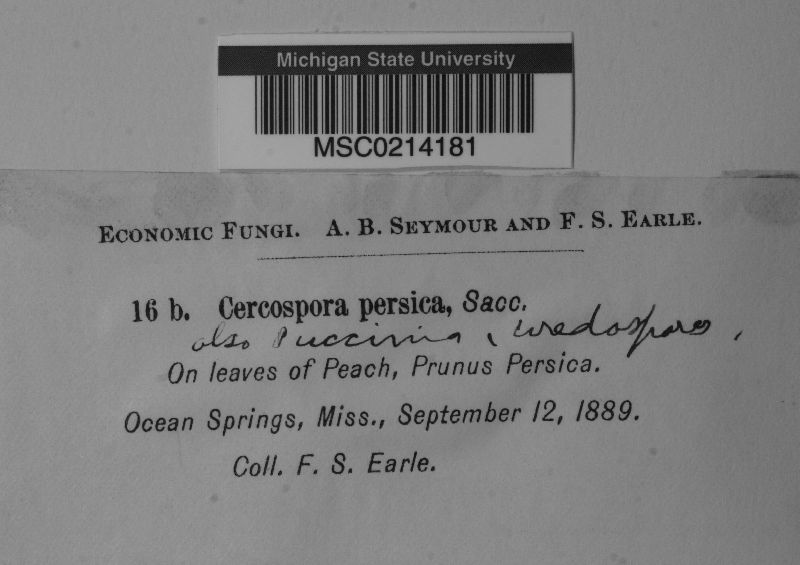 Michigan State University
MSC0214181
ECONOMIC FUNGI. A. B. SEYMOUR AND F. S. EARLE.
16 b. Cercospora persica, Sacc.
also Puccinia, uredospores,
On leaves of Peach, Prunus Persica.
Ocean Springs, Miss., September 12, 1889.
Coll. F. S. Earle.